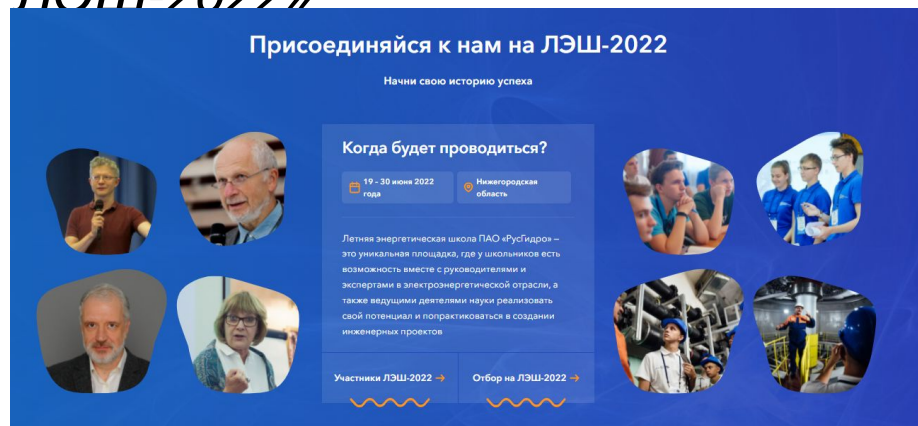 ЛЭШ-2022»
Присоединяйся к нам на ЛЭШ-2022
Начни свою историю успеха
Когда будет проводиться?
19 - 30 июня 2022
года
Нижегородская
область
Летняя энергетическая школа ПАО «РусГидро» –
это уникальная площадка, где у школьников есть
возможность вместе с руководителями и
экспертами в электроэнергетической отрасли, а
также ведущими деятелями науки реализовать
свой потенциал и попрактиковаться в создании
инженерных проектов
Участники ЛЭШ-2022 →
Отбор на ЛЭШ-2022 →